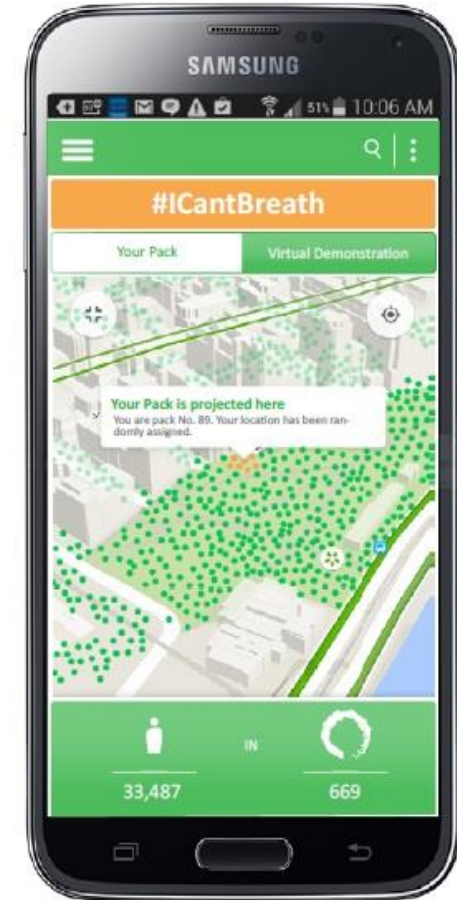 SAMSUNG
51% 10:06 AM
#ICantBreath
Your Pack
Virtual Demonstration
Your Pack is projected here
You are pack No. 89. Your location has been ran-
domly assigned.
IN
33,487
669